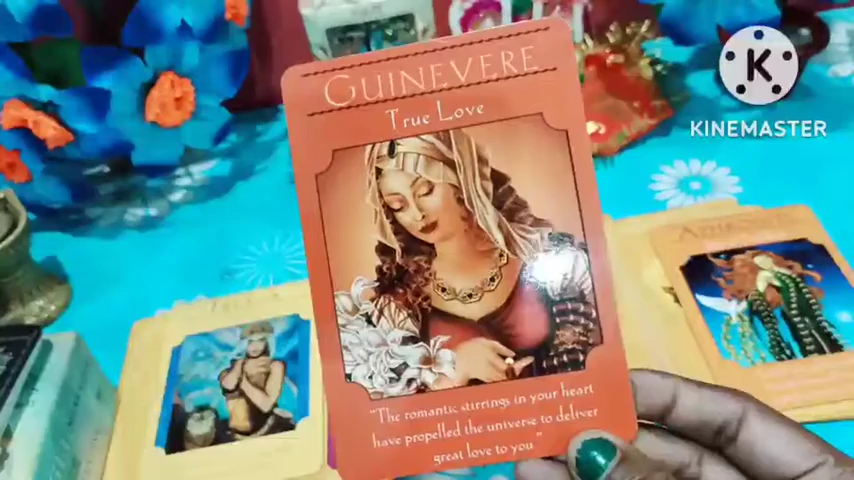 GUINEVERE
True Love
"The romantic stirrings in your heart
have propelled the universe to deliver
great love to you."
K
KINEMASTER